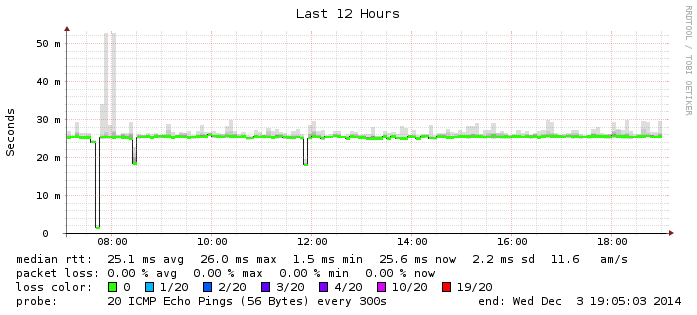 Last 12 Hours
RRDTOOL / TOBI OETIKER
Seconds
50 m
40 m
30 m
20 m
10 m
0
08:00 10:00 12:00 14:00 16:00 18:00
median rtt: 25.1 ms avg 26.0 ms max 1.5 ms min 25.6 ms now 2.2 ms sd 11.6 am/s
packet loss: 0.00 % avg 0.00 % max 0.00 % min 0.00 % now
loss color: 0 1/20 2/20 3/20 4/20 10/20 19/20
probe: 20 ICMP Echo Pings (56 Bytes) every 300s end: Wed Dec 3 19:05:03 2014